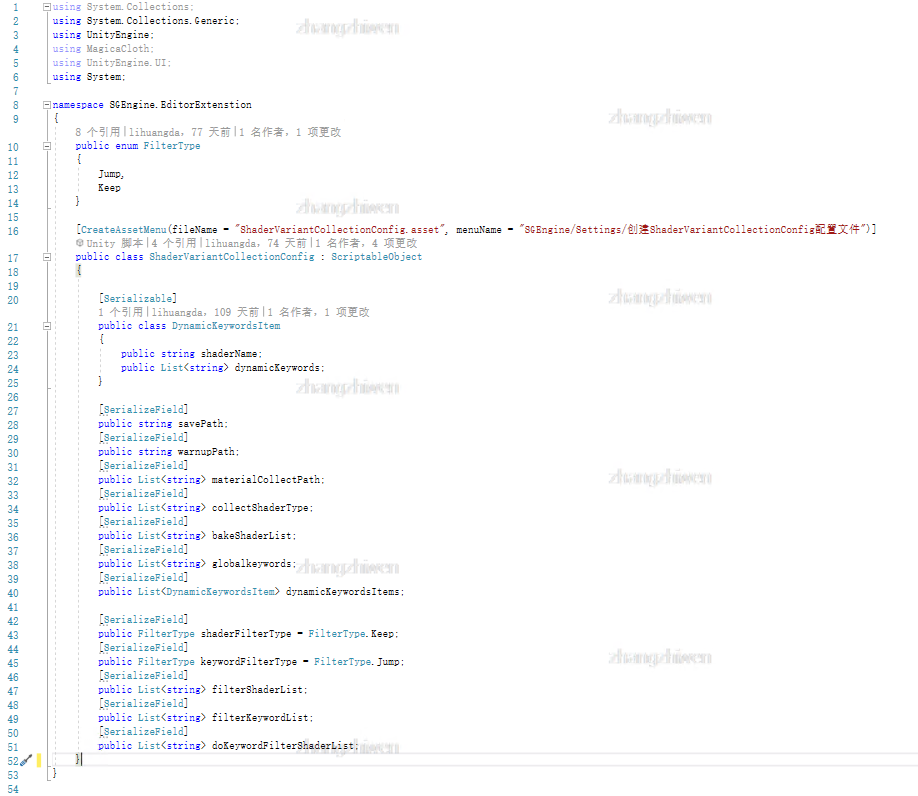 1 using System.Collections;
2 using System.Collections.Generic;
3 using UnityEngine;
4 using MagicaCloth;
5 using UnityEngine.UI;
6 using System;
7
8 namespace SGEngine.EditorExtenstion
9 {
8 个引用|lihuangda，77 天前|1 名作者，1 项更改
10 public enum FilterType
11 {
12 Jump,
13 Keep
14 }
15
16 [CreateAssetMenu(fileName = "ShaderVariantCollectionConfig.asset", menuName = "SGEngine/Settings/创建ShaderVariantCollectionConfig配置文件")]
Unity 脚本|4 个引用|lihuangda，74 天前|1 名作者，4 项更改
17 public class ShaderVariantCollectionConfig : ScriptableObject
18 {
19
20 [Serializable]
1 个引用|lihuangda，109 天前|1 名作者，1 项更改
21 public class DynamicKeywordsItem
22 {
23 public string shaderName;
24 public List<string> dynamicKeywords;
25 }
26
27 [SerializeField]
28 public string savePath;
29 [SerializeField]
30 public string warnupPath;
31 [SerializeField]
32 public List<string> materialCollectPath;
33 [SerializeField]
34 public List<string> collectShaderType;
35 [SerializeField]
36 public List<string> bakeShaderList;
37 [SerializeField]
38 public List<string> globalkeywords;
39 [SerializeField]
40 public List<DynamicKeywordsItem> dynamicKeywordsItems;
41
42 [SerializeField]
43 public FilterType shaderFilterType = FilterType.Keep;
44 [SerializeField]
45 public FilterType keywordFilterType = FilterType.Jump;
46 [SerializeField]
47 public List<string> filterShaderList;
48 [SerializeField]
49 public List<string> filterKeywordList;
50 [SerializeField]
51 public List<string> doKeywordFilterShaderList;
52 }
53 }
54
zhangzhiwen
zhangzhiwen
zhangzhiwen
zhangzhiwen
zhangzhiwen
zhangzhiwen
zhangzhiwen
zhangzhiwen
zhangzhiwen